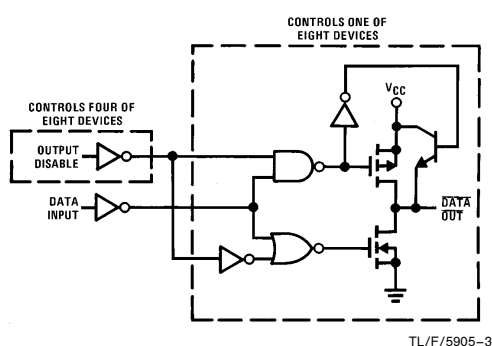 CONTROLS ONE OF
EIGHT DEVICES
CONTROLS FOUR OF
EIGHT DEVICES
OUTPUT
DISABLE
DATA
INPUT
VCC
DATA
OUT
TL/F/5905–3